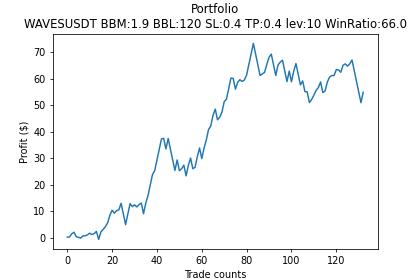 Portfolio
WAVESUSDT BBM:1.9 BBL:120 SL:0.4 TP:0.4 lev:10 WinRatio:66.0
70
60
50
40
30
20
10
0
Profit ($)
0 20 40 60 80 100 120
Trade counts